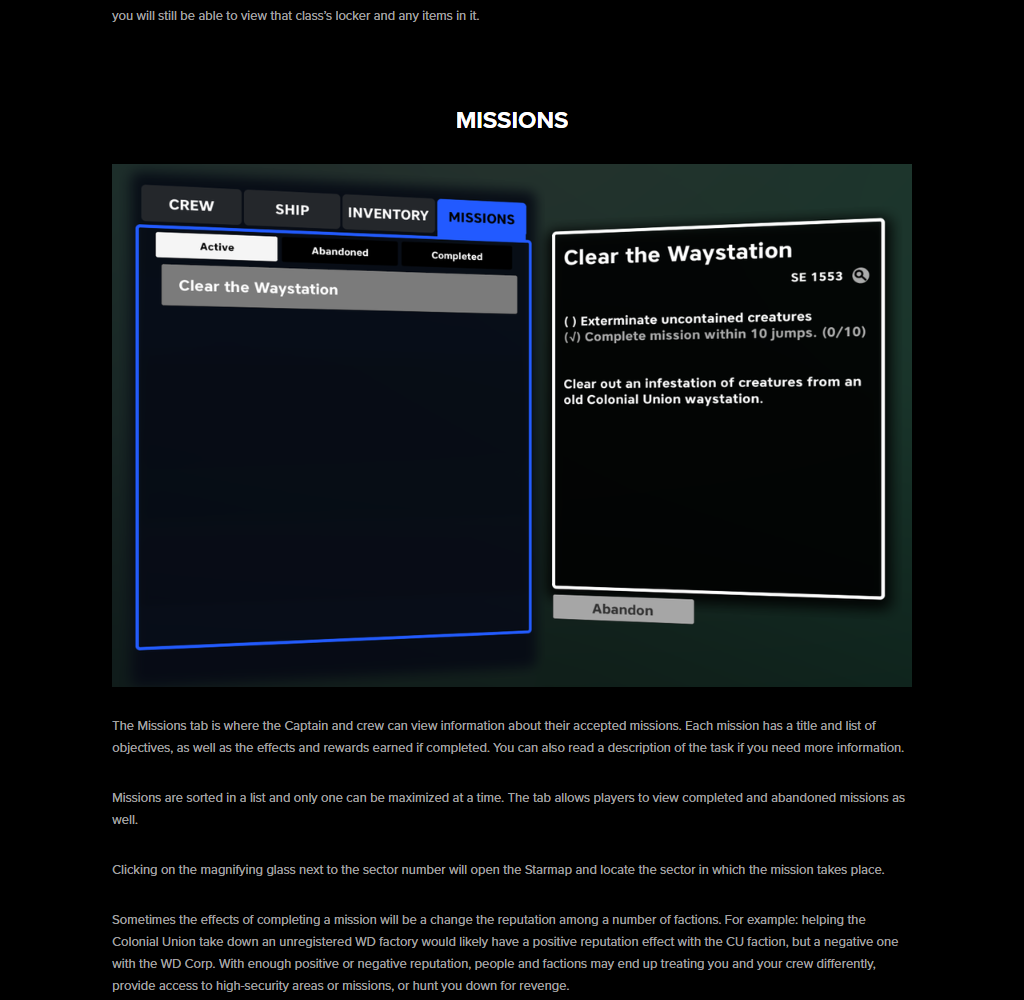 you will still be able to view that class's locker and any items in it.
MISSIONS
CREW SHIP INVENTORY MISSIONS
Active Abandoned Completed
Clear the Waystation
Clear the Waystation
SE 1553
( ) Exterminate uncontained creatures
(√) Complete mission within 10 jumps. (0/10)
Clear out an infestation of creatures from an
old Colonial Union waystation.
Abandon
The Missions tab is where the Captain and crew can view information about their accepted missions. Each mission has a title and list of
objectives, as well as the effects and rewards earned if completed. You can also read a description of the task if you need more information.
Missions are sorted in a list and only one can be maximized at a time. The tab allows players to view completed and abandoned missions as
well.
Clicking on the magnifying glass next to the sector number will open the Starmap and locate the sector in which the mission takes place.
Sometimes the effects of completing a mission will be a change the reputation among a number of factions. For example: helping the
Colonial Union take down an unregistered WD factory would likely have a positive reputation effect with the CU faction, but a negative one
with the WD Corp. With enough positive or negative reputation, people and factions may end up treating you and your crew differently,
provide access to high-security areas or missions, or hunt you down for revenge.